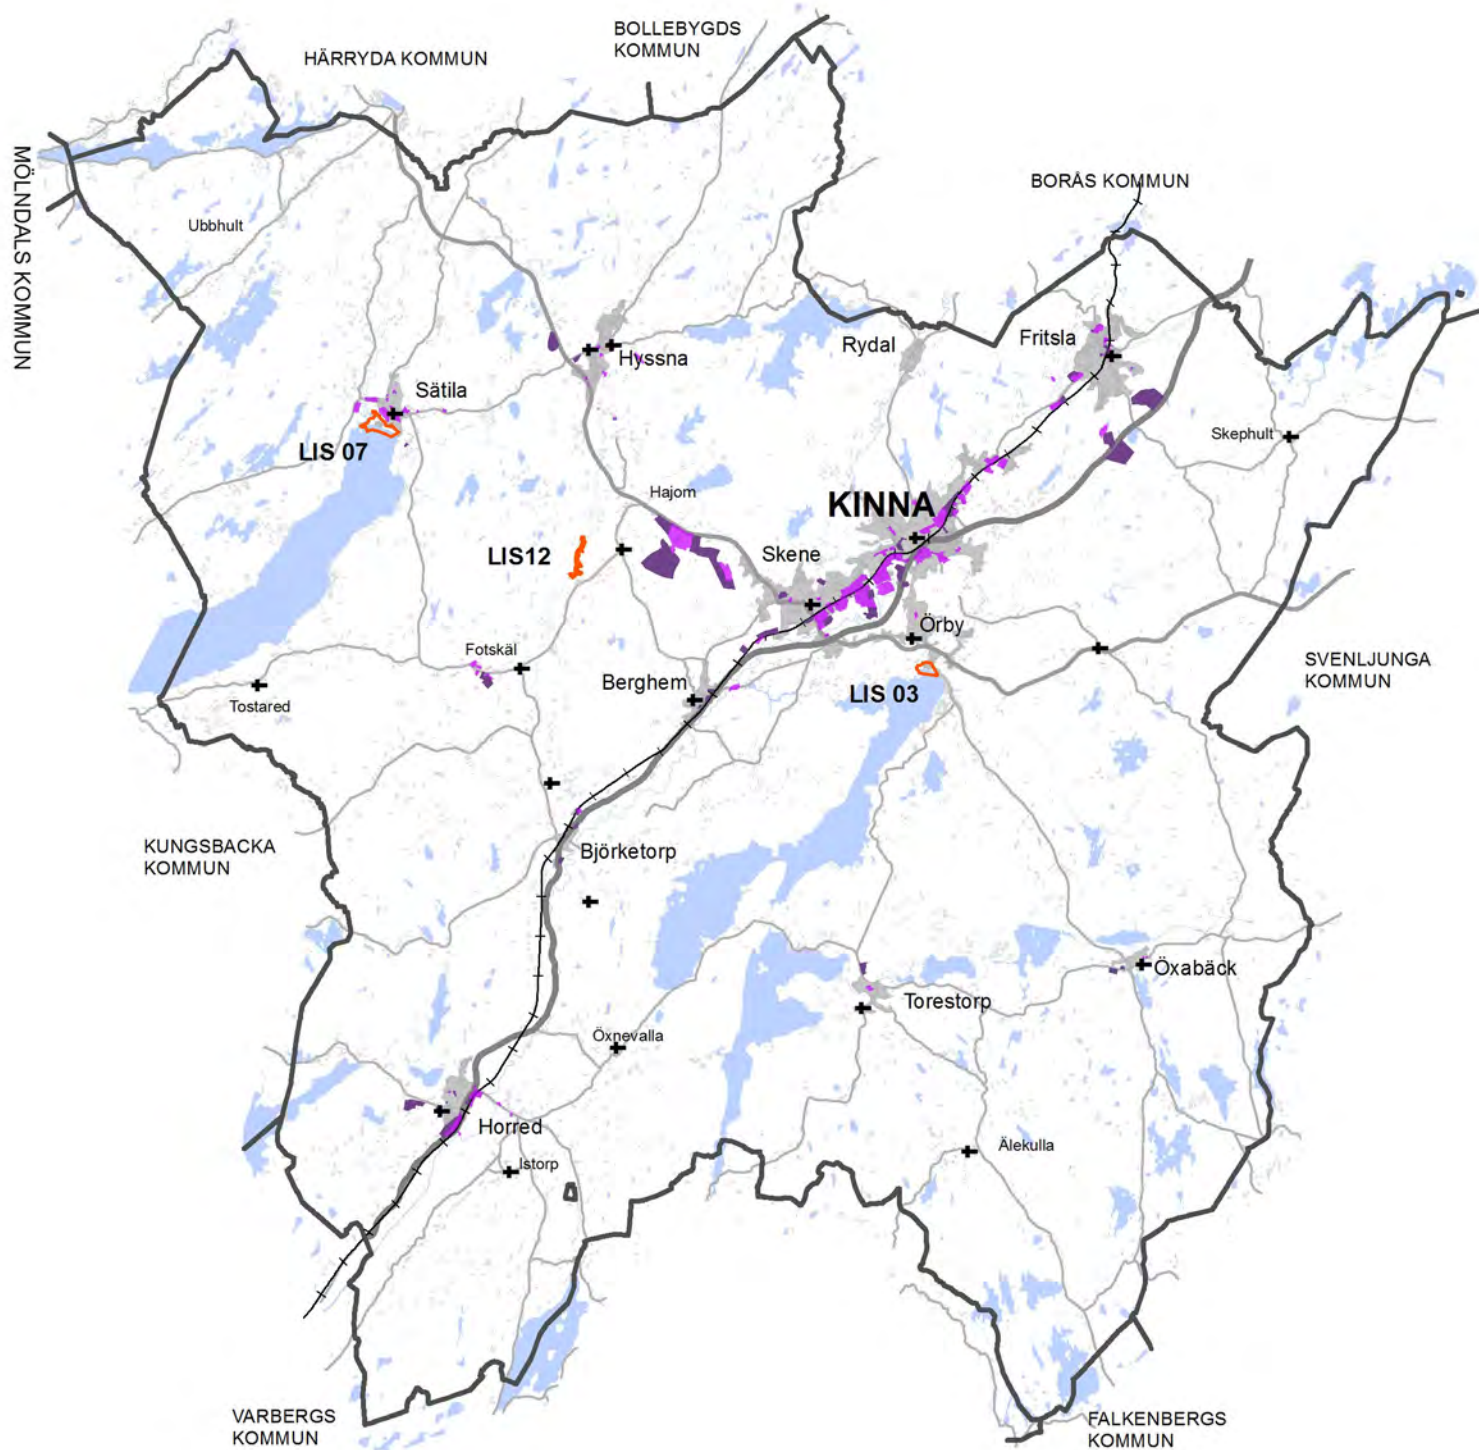 BOLLEBYGDS
KOMMUN
HÄRRYDA KOMMUN
MÖLNDALS KOMMUN
BORÅS KOMMUN
Ubbhult
Rydal
Fritsla
Hyssna
Sätila
LIS 07
Skephult
Hajom
KINNA
LIS12
Skene
Örby
Fotskäl
Berghem
LIS 03
SVENLJUNGA
KOMMUN
Tostared
KUNGSBACKA
KOMMUN
Björketorp
Öxabäck
Torestorp
Öxnevalla
Horred
Älekulla
Istorp
VARBERGS
KOMMUN
FALKENBERGS
KOMMUN